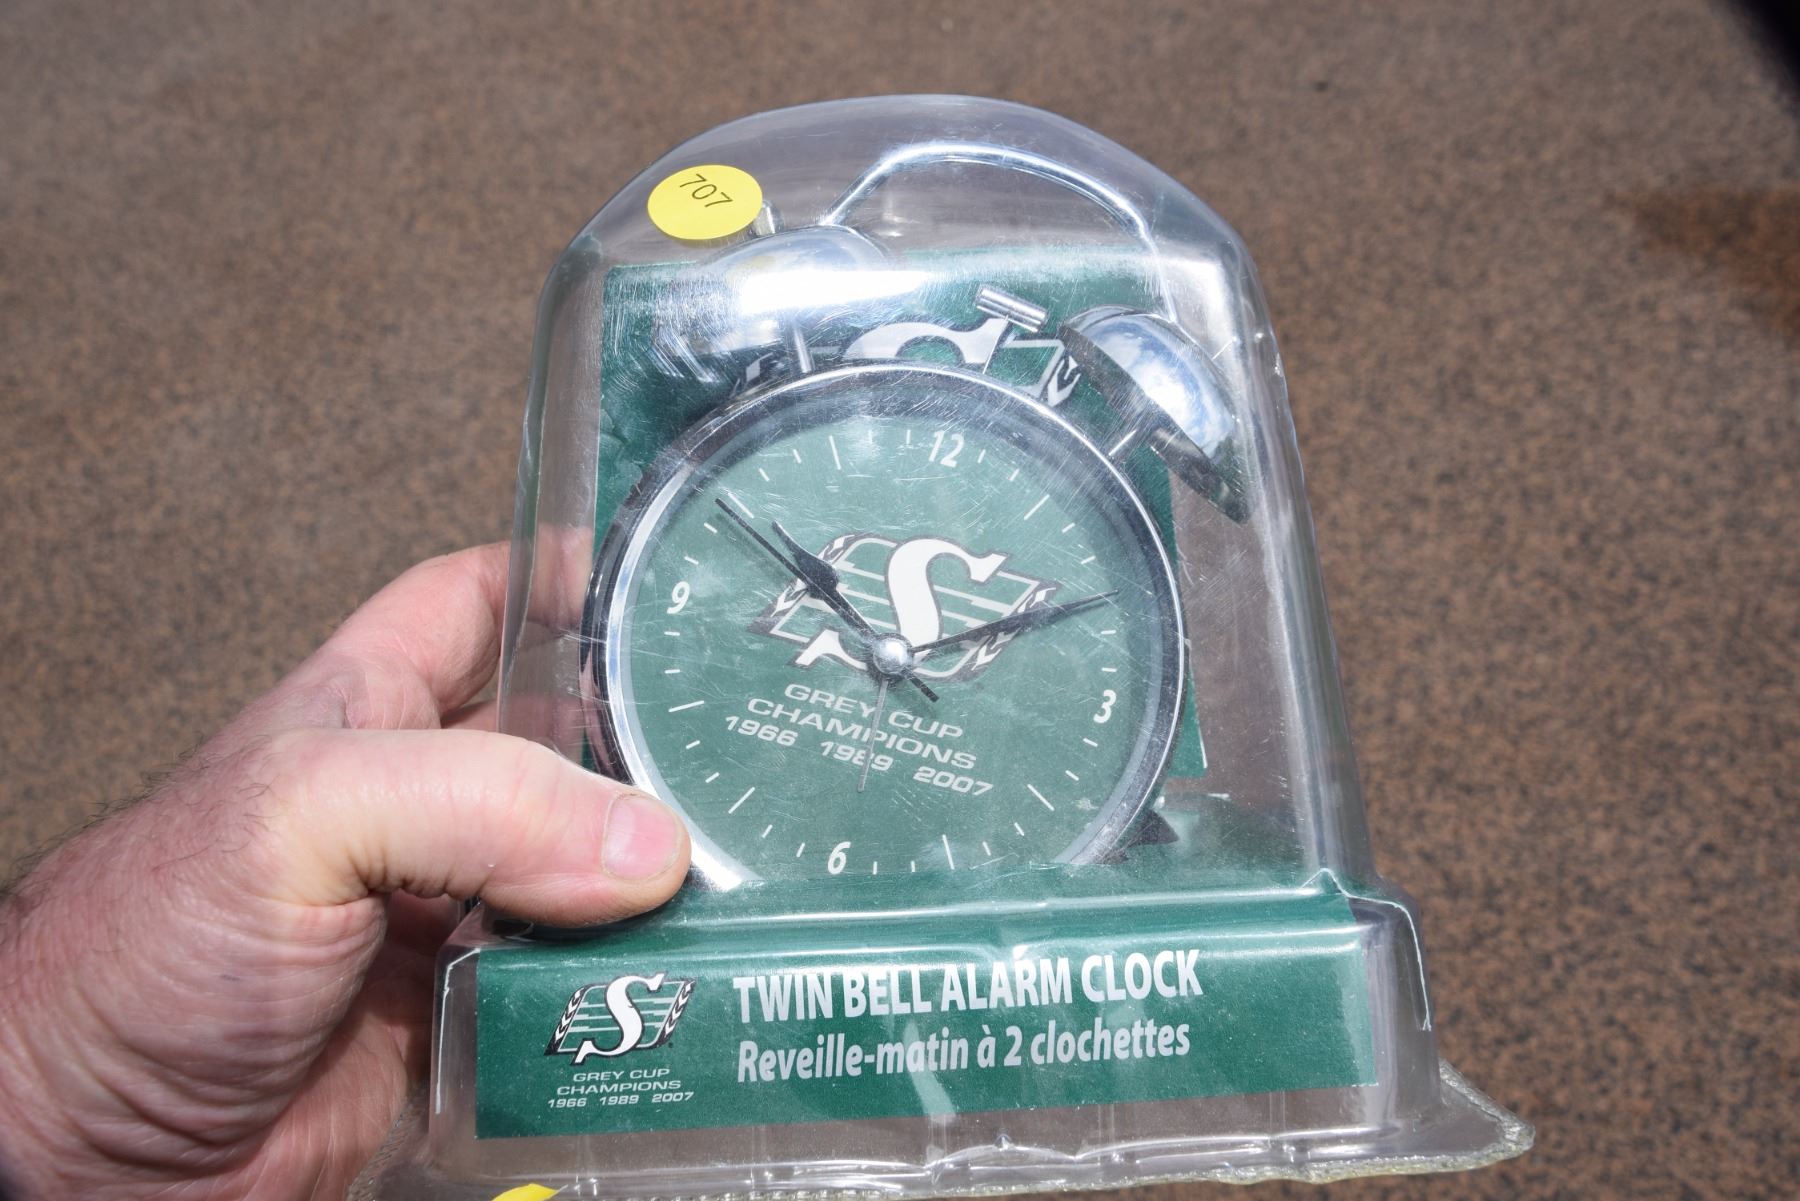 707
12
9
3
6
S
GREY CUP
CHAMPIONS
1966 1989 2007
S
TWIN BELL ALARM CLOCK
Reveille-matin à 2 clochettes
GREY CUP
CHAMPIONS
1966 1989 2007